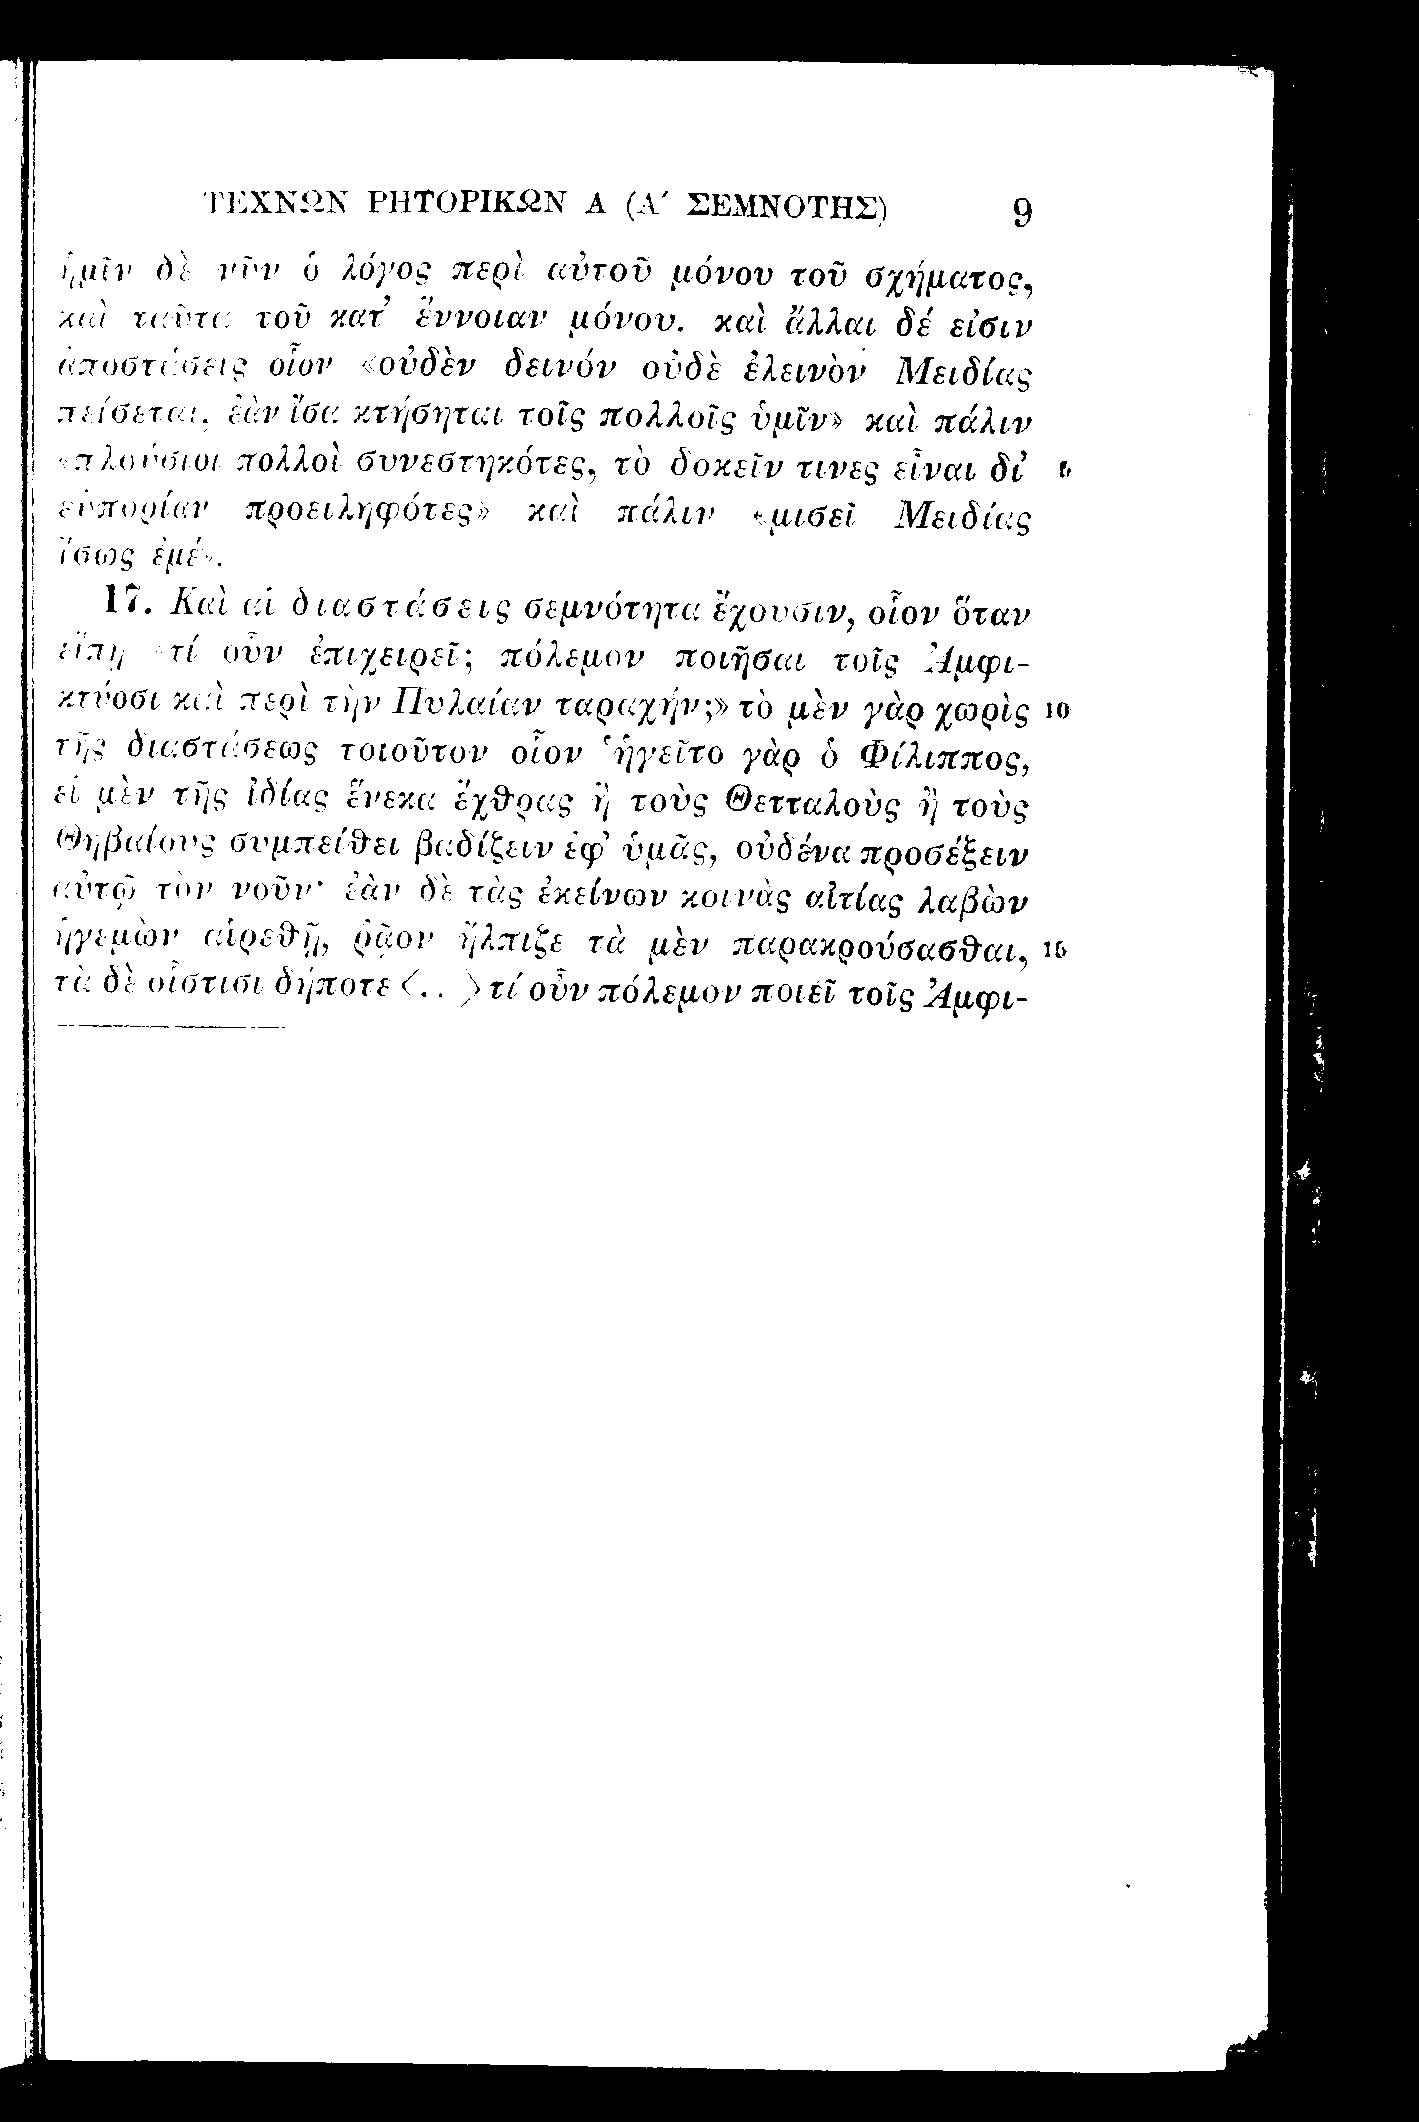 ΤΕΧΝΩΝ ΡΗΤΟΡΙΚΩΝ Α (Α′ ΣΕΜΝΟΤΗΣ) 9
ἡμῖν δὲ νῦν ὁ λόγος περὶ αὐτοῦ μόνου τοῦ σχήματος,
καὶ ταῦτα τοῦ κατ’ ἔννοιαν μόνου. καὶ ἄλλαι δέ εἰσιν
ἀποστάσεις οἷον «οὐδὲν δεινόν οὐδὲ ἐλεινὸν Μειδίας
πείσεται, ἐὰν ἴσα κτήσηται τοῖς πολλοῖς ὑμῖν» καὶ πάλιν
«πλούσιοι πολλοὶ συνεστηκότες, τὸ δοκεῖν τινες εἶναι δι’ 5
εὐπορίαν προειληφότες» καὶ πάλιν «μισεῖ Μειδίας
ἴσως ἐμέ».
17. Καὶ αἱ διαστάσεις σεμνότητα ἔχουσιν, οἷον ὅταν
εἴπῃ «τί οὖν ἐπιχειρεῖ; πόλεμον ποιῆσαι τοῖς Ἀμφι-
κτύοσι καὶ περὶ τὴν Πυλαίαν ταραχήν;» τὸ μὲν γὰρ χωρὶς 10
τῆς διαστάσεως τοιοῦτον οἷον ‛ἡγεῖτο γὰρ ὁ Φίλιππος,
εἰ μὲν τῆς ἰδίας ἕνεκα ἔχθρας ἢ τοὺς Θετταλοὺς ἢ τοὺς
Θηβαίους συμπείθει βαδίζειν ἐφ’ ὑμᾶς, οὐδένα προσέξειν
αὐτῷ τὸν νοῦν· ἐὰν δὲ τὰς ἐκείνων κοινὰς αἰτίας λαβὼν
ἡγεμὼν αἱρεθῇ, ῥᾷον ἤλπιζε τὰ μὲν παρακρούσασθαι, 15
τὰ δὲ οἷστισι δήποτε <.. > τί οὖν πόλεμον ποιεῖ τοῖς Ἀμφι-